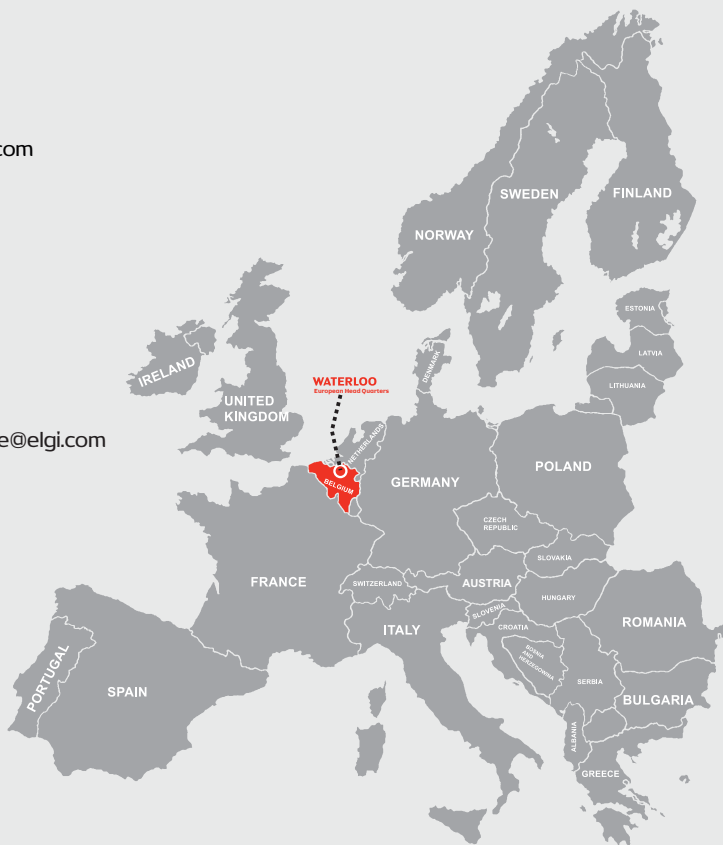 com
SWEDEN
FINLAND
NORWAY
ESTONIA
LATVIA
DENMARK
LITHUANIA
IRELAND
WATERLOO
European Head Quarters
UNITED
KINGDOM
e@elgi.com
NETHERLANDS
BELGIUM
GERMANY
POLAND
CZECH
REPUBLIC
SLOVAKIA
FRANCE
SWITZERLAND
AUSTRIA
HUNGARY
SLOVENIA
CROATIA
ITALY
ROMANIA
BOSNIA
AND
HERZEGOWINA
PORTUGAL
SPAIN
SERBIA
BULGARIA
ALBANIA
GREECE